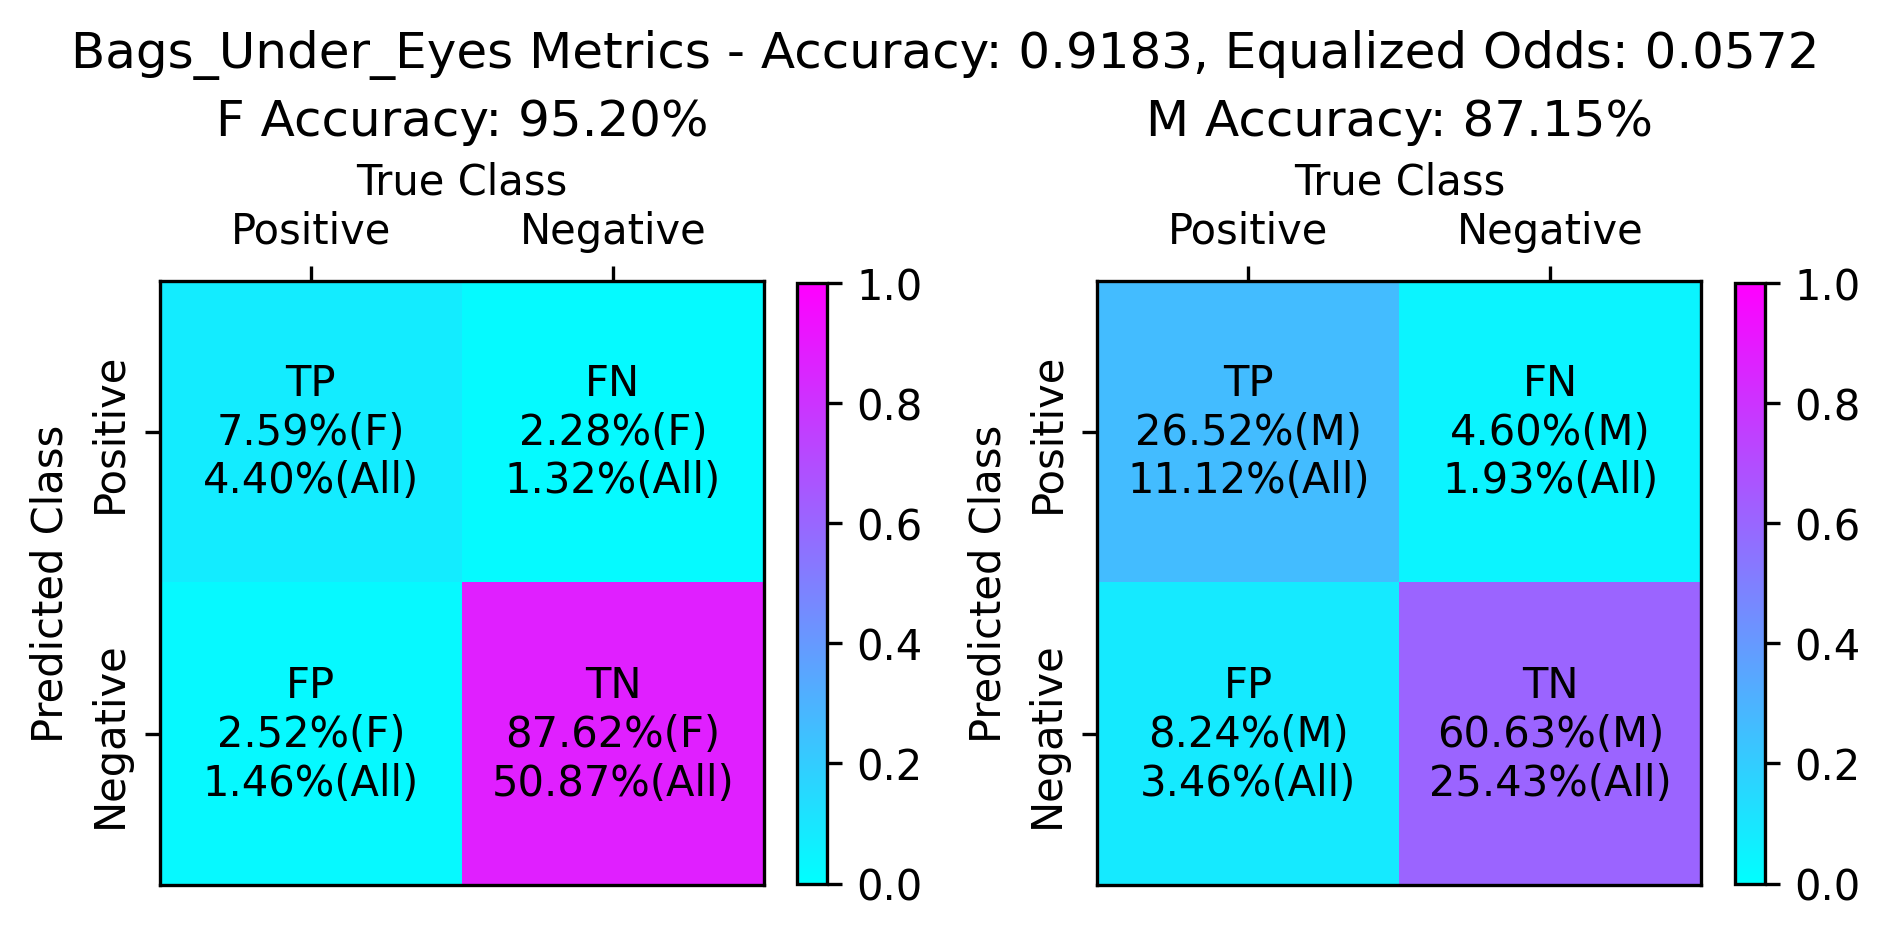 Bags_Under_Eyes Metrics - Accuracy: 0.9183, Equalized Odds: 0.0572
F Accuracy: 95.20%
True Class
Positive Negative
Predicted Class
Positive
Negative
TP
7.59%(F)
4.40%(All)
FN
2.28%(F)
1.32%(All)
FP
2.52%(F)
1.46%(All)
TN
87.62%(F)
50.87%(All)
1.0
0.8
0.6
0.4
0.2
0.0
M Accuracy: 87.15%
True Class
Positive Negative
Predicted Class
Positive
Negative
TP
26.52%(M)
11.12%(All)
FN
4.60%(M)
1.93%(All)
FP
8.24%(M)
3.46%(All)
TN
60.63%(M)
25.43%(All)
1.0
0.8
0.6
0.4
0.2
0.0